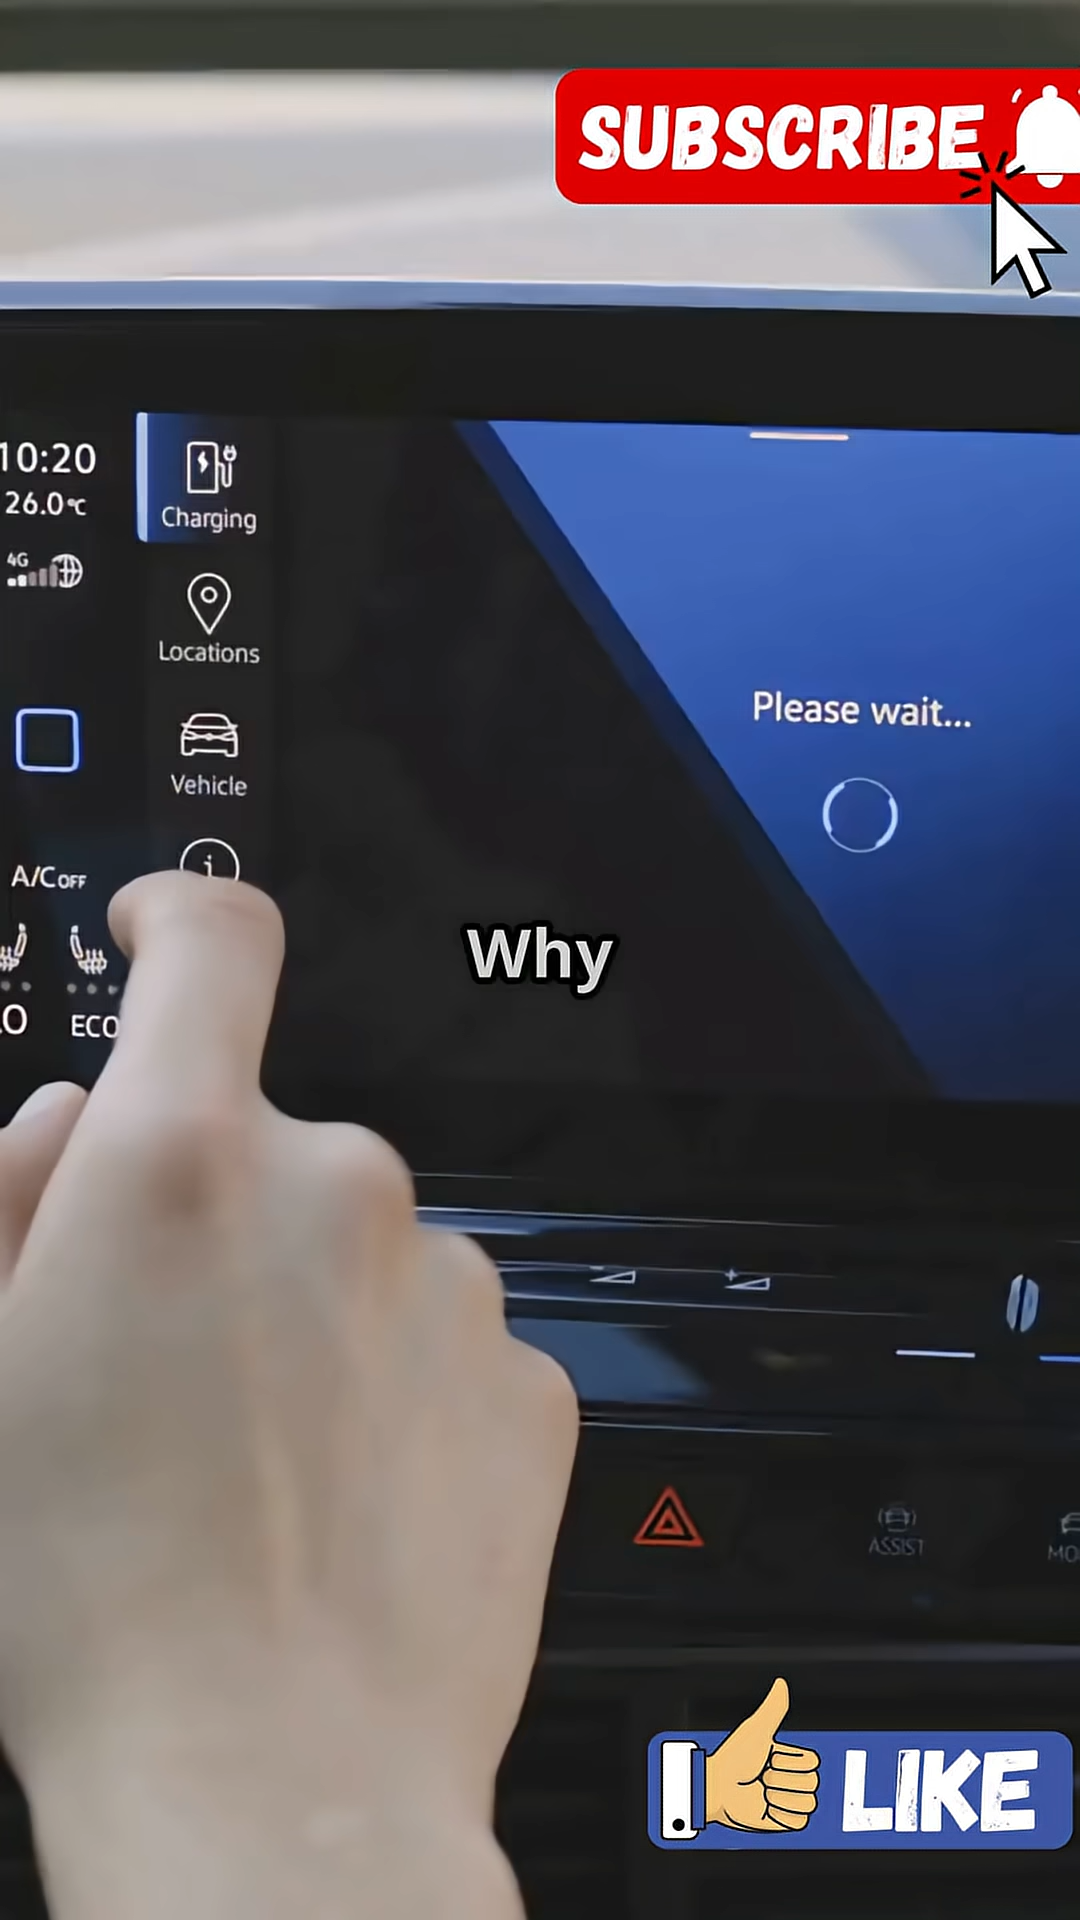 SUBSCRIBE
10:20
26.0°C
4G
Charging
Locations
Vehicle
i
Please wait...
A/C OFF
Why
ECO
ASSIST
LIKE